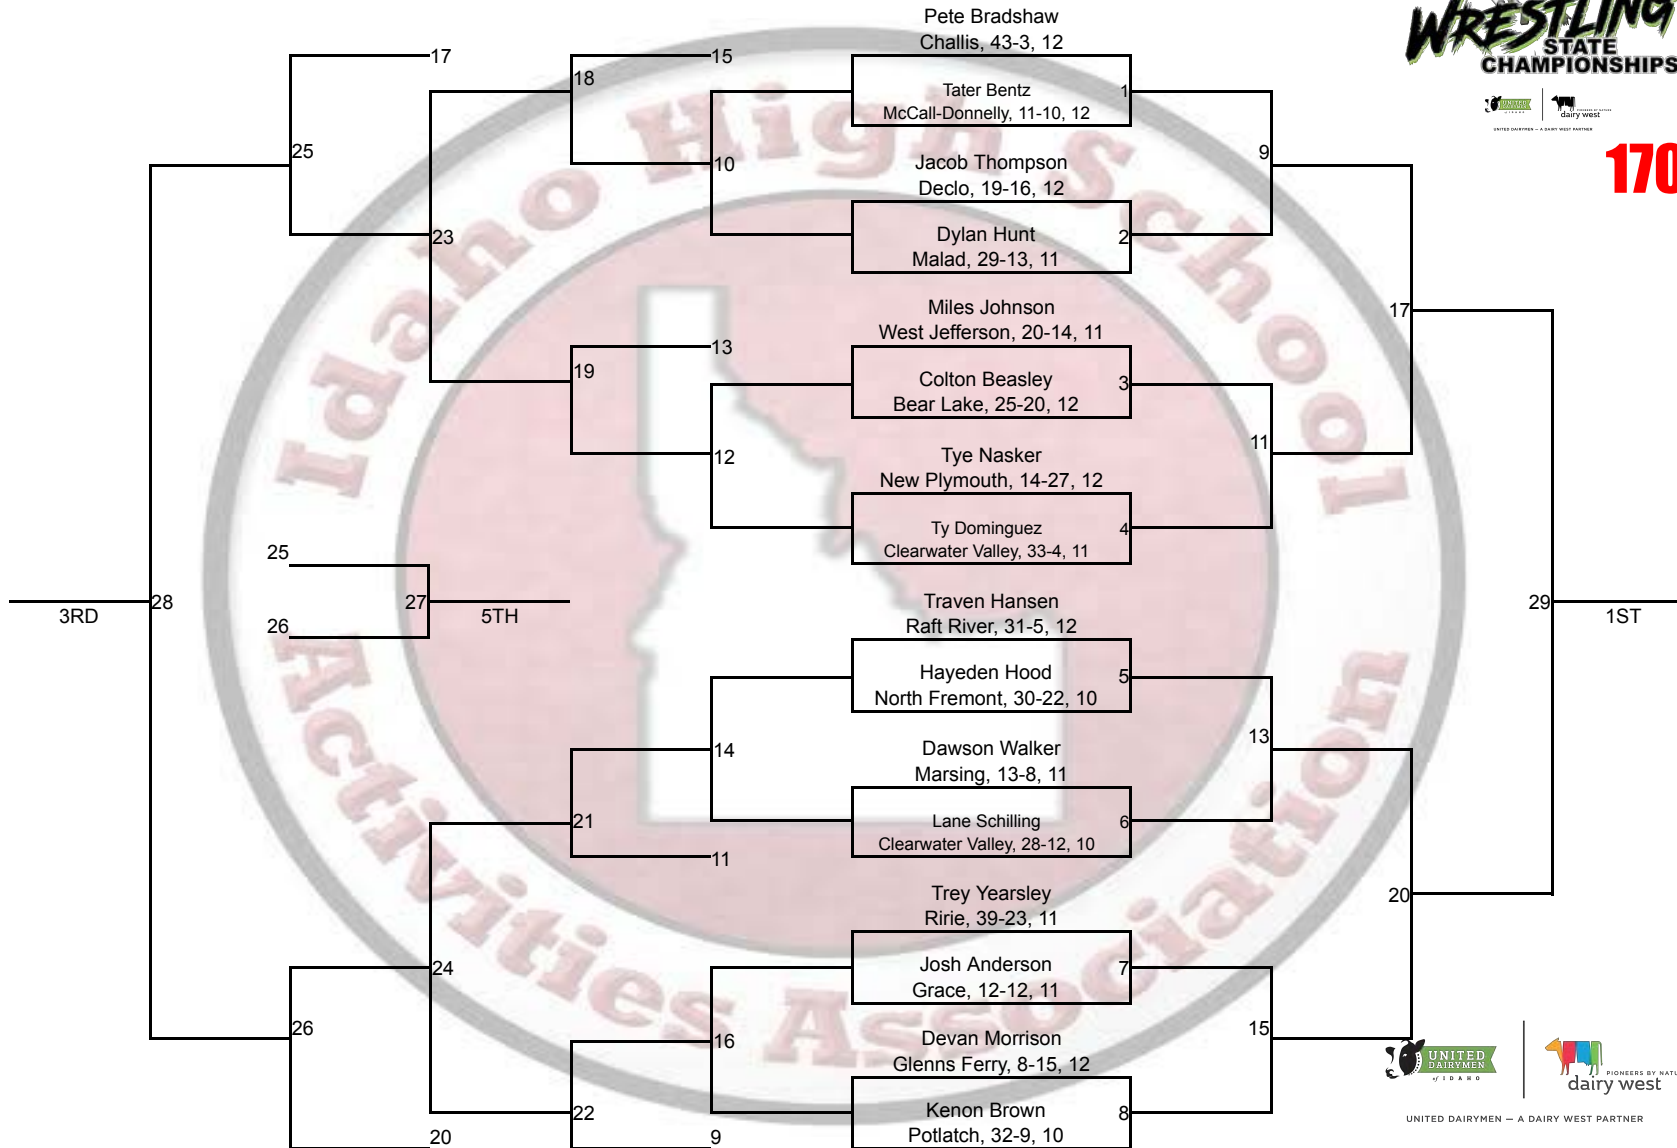 WRESTLING
STATE
CHAMPIONSHIPS
UNITED
DAIRYMEN
dairy west
UNITED DAIRYMEN — A DAIRY WEST PARTNER
170
Idaho High School
Activities Association
Pete Bradshaw
Challis, 43-3, 12
Tater Bentz
McCall-Donnelly, 11-10, 12
1
Jacob Thompson
Declo, 19-16, 12
Dylan Hunt
Malad, 29-13, 11
2
Miles Johnson
West Jefferson, 20-14, 11
Colton Beasley
Bear Lake, 25-20, 12
3
Tye Nasker
New Plymouth, 14-27, 12
Ty Dominguez
Clearwater Valley, 33-4, 11
4
Traven Hansen
Raft River, 31-5, 12
Hayeden Hood
North Fremont, 30-22, 10
5
Dawson Walker
Marsing, 13-8, 11
Lane Schilling
Clearwater Valley, 28-12, 10
6
Trey Yearsley
Ririe, 39-23, 11
Josh Anderson
Grace, 12-12, 11
7
Devan Morrison
Glenns Ferry, 8-15, 12
Kenon Brown
Potlatch, 32-9, 10
8
9
11
13
15
17
20
29
1ST
15
10
13
12
14
11
16
9
18
19
21
22
17
23
24
20
25
26
25
26
27
5TH
28
3RD
UNITED
DAIRYMEN
of IDAHO
PIONEERS BY NATU
dairy west
UNITED DAIRYMEN — A DAIRY WEST PARTNER